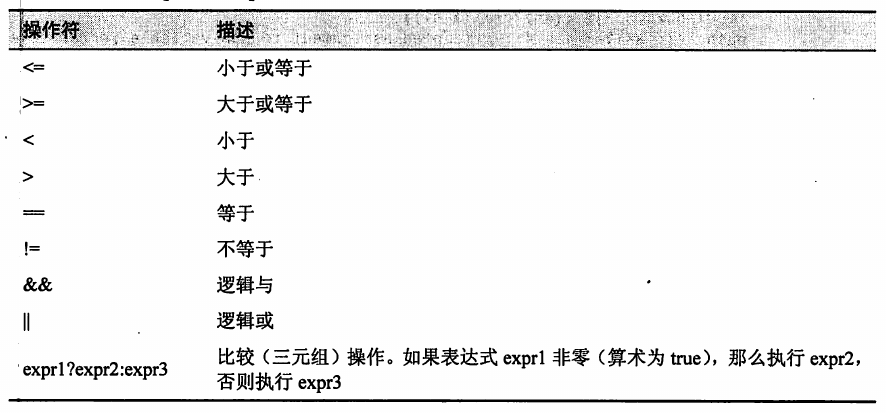 操作符 描述
<= 小于或等于
>= 大于或等于
< 小于
> 大于
== 等于
!= 不等于
&& 逻辑与
|| 逻辑或
expr1?expr2:expr3 比较（三元组）操作。如果表达式 expr1 非零（算术为 true），那么执行 expr2，
否则执行 expr3